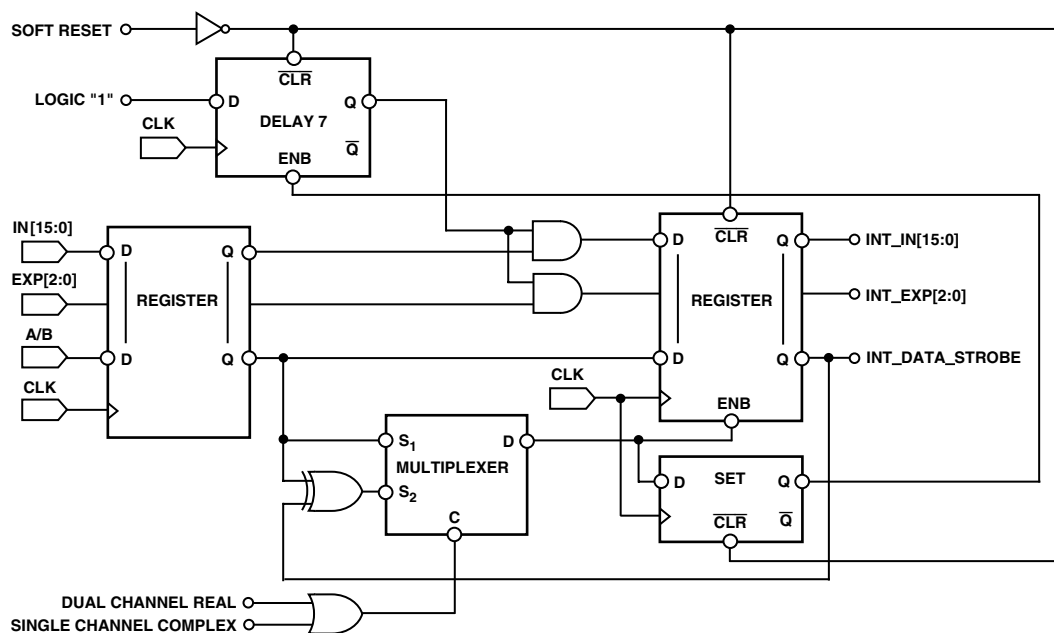 SOFT RESET
CLR
LOGIC "1"
D
Q
DELAY 7
CLK
Q
ENB
IN[15:0]
D
Q
D
CLR
Q
INT_IN[15:0]
EXP[2:0]
REGISTER
REGISTER
INT_EXP[2:0]
A/B
D
Q
D
Q
INT_DATA_STROBE
CLK
CLK
ENB
S1
D
MULTIPLEXER
S2
C
D
SET
Q
CLR
Q
DUAL CHANNEL REAL
SINGLE CHANNEL COMPLEX